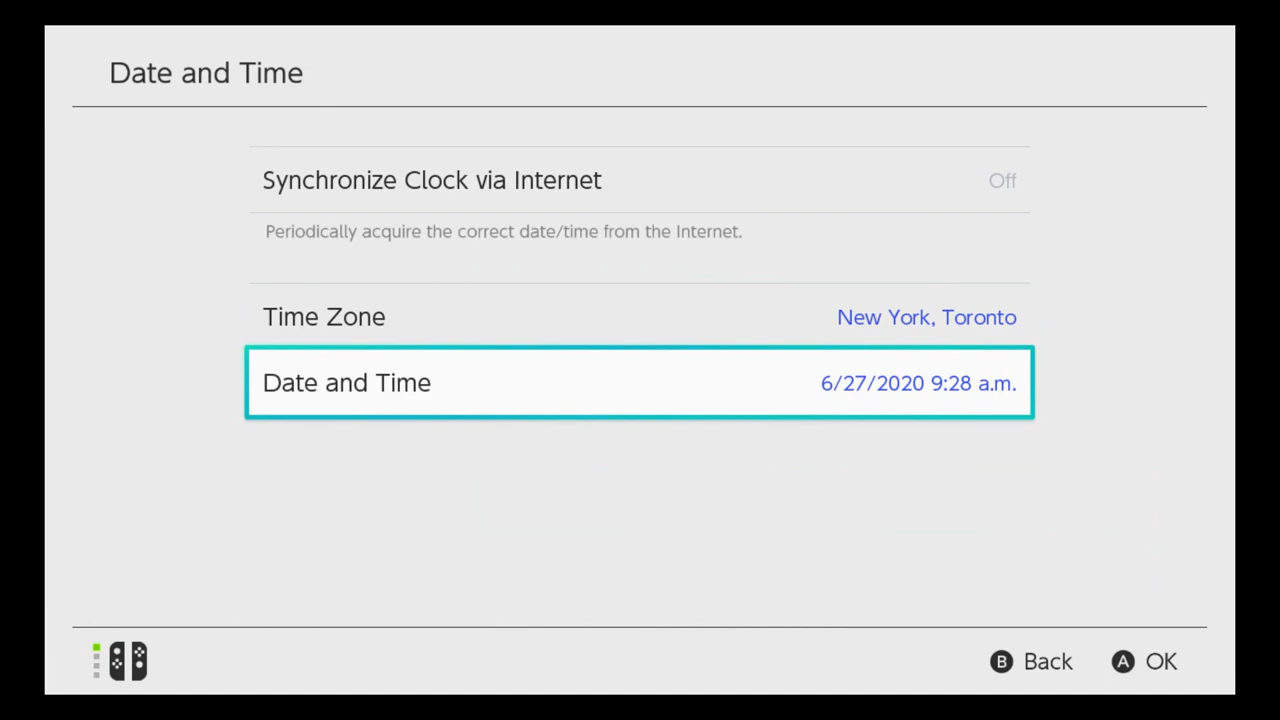 Date and Time
Synchronize Clock via Internet Off
Periodically acquire the correct date/time from the Internet.
Time Zone New York, Toronto
Date and Time 6/27/2020 9:28 a.m.
B Back A OK